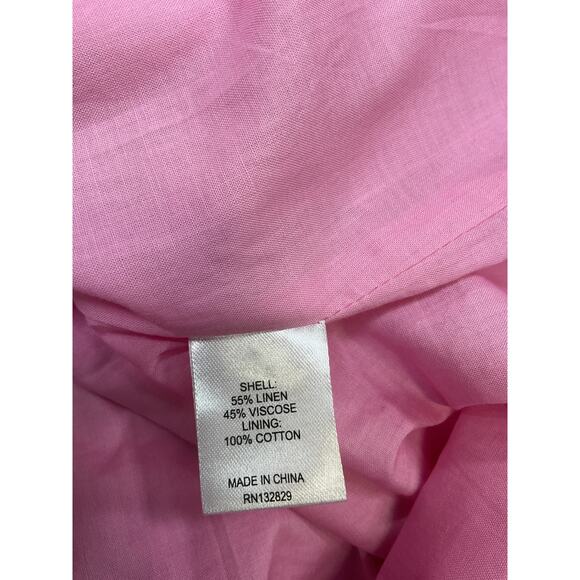 SHELL:
55% LINEN
45% VISCOSE
LINING:
100% COTTON
MADE IN CHINA
RN132829